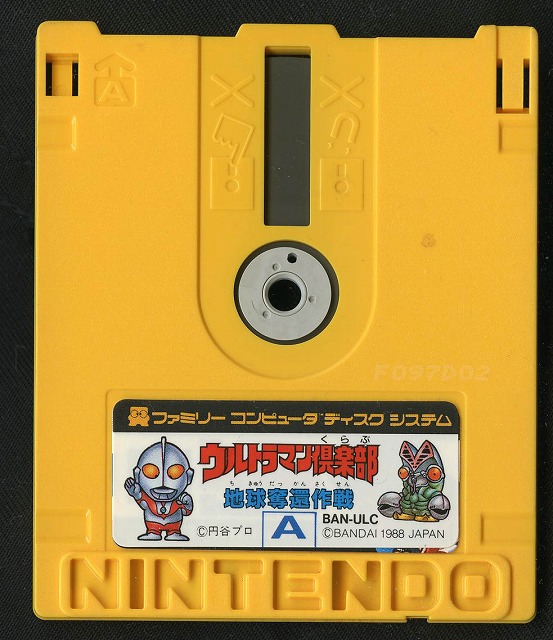 A
F097D02
ファミリー コンピュータ ディスク システム
くらぶ
ウルトラマン倶楽部
ち きゅう だっ かん さく せん
地球奪還作戦
©円谷プロ
A
BAN-ULC
©BANDAI 1988 JAPAN
NINTENDO